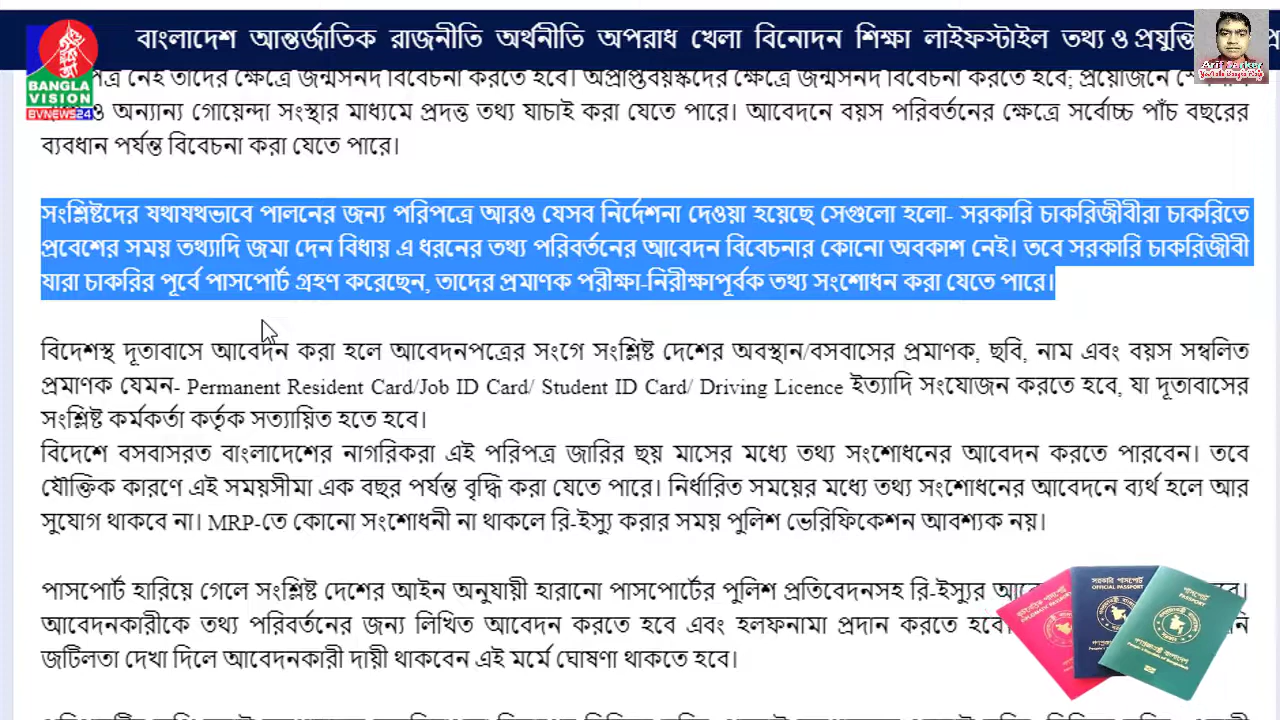 বাংলাদেশ আন্তর্জাতিক রাজনীতি অর্থনীতি অপরাধ খেলা বিনোদন শিক্ষা লাইফস্টাইল তথ্য ও প্রযুক্তি
Arif Sarker
BANGLA
VISION
BVNEWS24
নেই তাদের ক্ষেত্রে জন্মসনদ বিবেচনা করতে হবে। অপ্রাপ্তবয়স্কদের ক্ষেত্রে জন্মসনদ বিবেচনা করতে হবে; প্রয়োজনে
ও অন্যান্য গোয়েন্দা সংস্থার মাধ্যমে প্রদত্ত তথ্য যাচাই করা যেতে পারে। আবেদনে বয়স পরিবর্তনের ক্ষেত্রে সর্বোচ্চ পাঁচ বছরের
ব্যবধান পর্যন্ত বিবেচনা করা যেতে পারে।
সংশ্লিষ্টদের যথাযথভাবে পালনের জন্য পরিপত্রে আরও যেসব নির্দেশনা দেওয়া হয়েছে সেগুলো হলো- সরকারি চাকরিজীবীরা চাকরিতে
প্রবেশের সময় তথ্যাদি জমা দেন বিধায় এ ধরনের তথ্য পরিবর্তনের আবেদন বিবেচনার কোনো অবকাশ নেই। তবে সরকারি চাকরিজীবী
যারা চাকরির পূর্বে পাসপোর্ট গ্রহণ করেছেন, তাদের প্রমাণক পরীক্ষা-নিরীক্ষাপূর্বক তথ্য সংশোধন করা যেতে পারে।
বিদেশস্থ দূতাবাসে আবেদন করা হলে আবেদনপত্রের সংগে সংশ্লিষ্ট দেশের অবস্থান/বসবাসের প্রমাণক, ছবি, নাম এবং বয়স সম্বলিত
প্রমাণক যেমন- Permanent Resident Card/Job ID Card/ Student ID Card/ Driving Licence ইত্যাদি সংযোজন করতে হবে, যা দূতাবাসের
সংশ্লিষ্ট কর্মকর্তা কর্তৃক সত্যায়িত হতে হবে।
বিদেশে বসবাসরত বাংলাদেশের নাগরিকরা এই পরিপত্র জারির ছয় মাসের মধ্যে তথ্য সংশোধনের আবেদন করতে পারবেন। তবে
যৌক্তিক কারণে এই সময়সীমা এক বছর পর্যন্ত বৃদ্ধি করা যেতে পারে। নির্ধারিত সময়ের মধ্যে তথ্য সংশোধনের আবেদনে ব্যর্থ হলে আর
সুযোগ থাকবে না। MRP-তে কোনো সংশোধনী না থাকলে রি-ইস্যু করার সময় পুলিশ ভেরিফিকেশন আবশ্যক নয়।
পাসপোর্ট হারিয়ে গেলে সংশ্লিষ্ট দেশের আইন অনুযায়ী হারানো পাসপোর্টের পুলিশ প্রতিবেদনসহ রি-ইস্যুর
আবেদনকারীকে তথ্য পরিবর্তনের জন্য লিখিত আবেদন করতে হবে এবং হলফনামা প্রদান করতে হবে।
জটিলতা দেখা দিলে আবেদনকারী দায়ী থাকবেন এই মর্মে ঘোষণা থাকতে হবে।
সরকারি পাসপোর্ট
OFFICIAL PASSPORT
পাসপোর্ট
PASSPORT